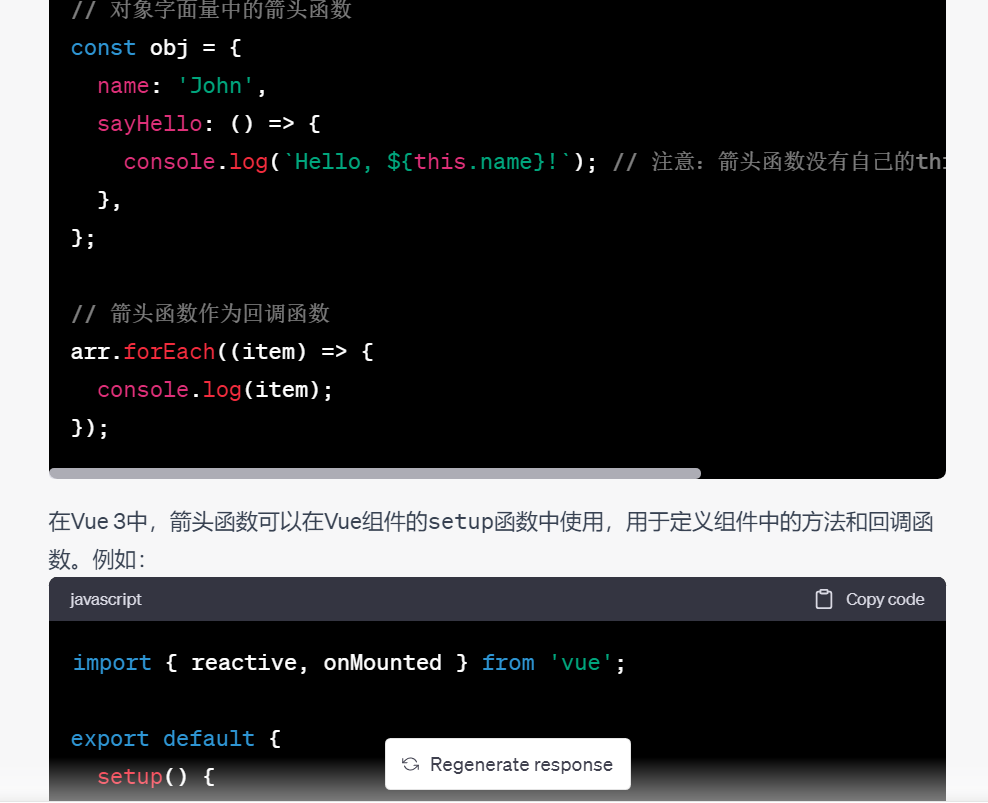 // 对象字面量中的箭头函数
const obj = {
  name: 'John',
  sayHello: () => {
    console.log(`Hello, ${this.name}!`); // 注意：箭头函数没有自己的thi
  },
};
// 箭头函数作为回调函数
arr.forEach((item) => {
  console.log(item);
});
在Vue 3中，箭头函数可以在Vue组件的setup函数中使用，用于定义组件中的方法和回调函
数。例如：
javascript Copy code
import { reactive, onMounted } from 'vue';
export default {
  setup() {
Regenerate response